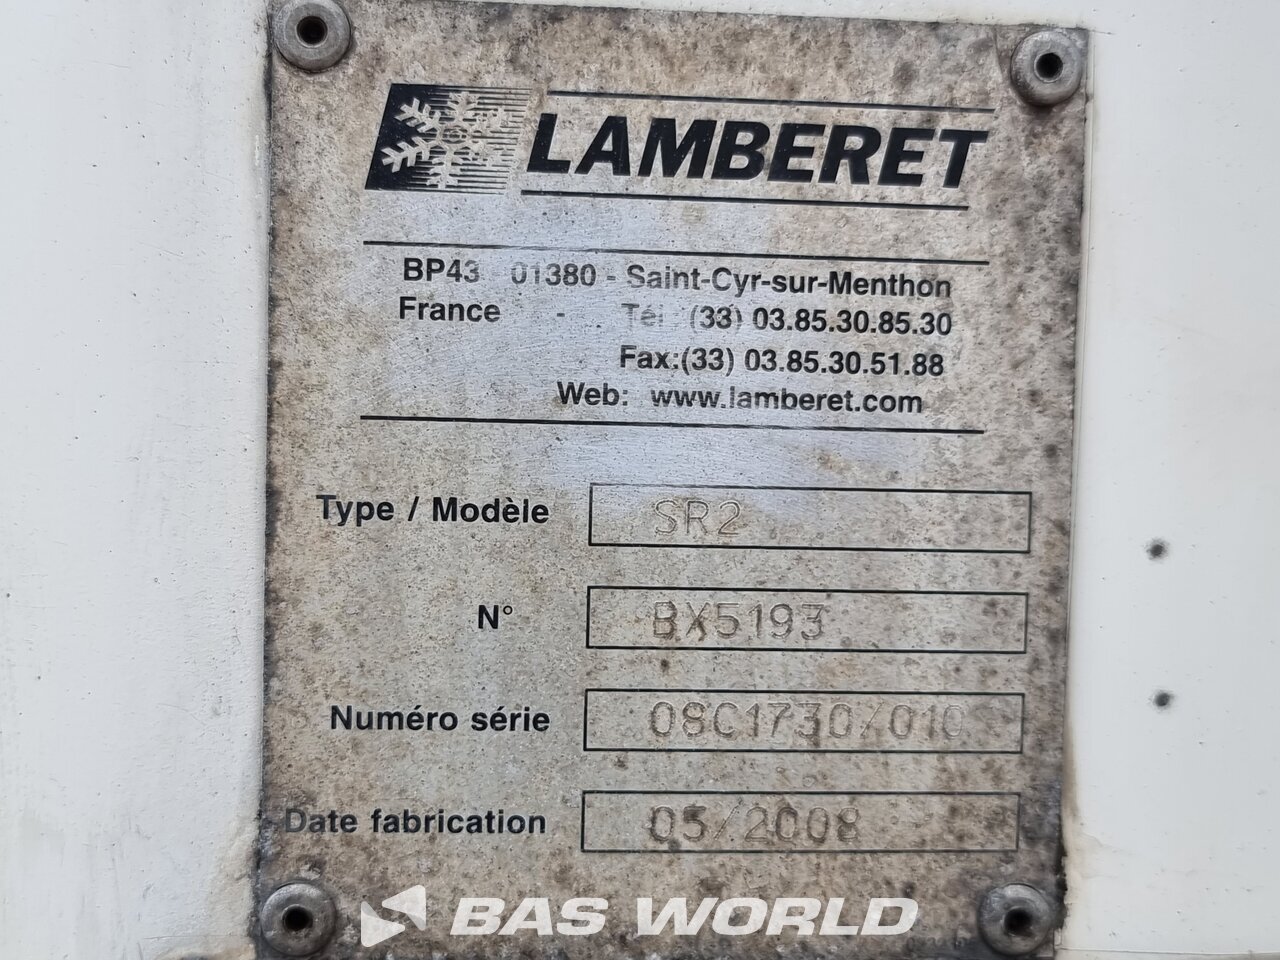 LAMBERET
BP43 - 01380 - Saint-Cyr-sur-Menthon
France - Tél : (33) 03.85.30.85.30
Fax:(33) 03.85.30.51.88
Web: www.lamberet.com
Type / Modèle SR2
N° BX5193
Numéro série 08C1730/010
Date fabrication 05/2008
BAS WORLD